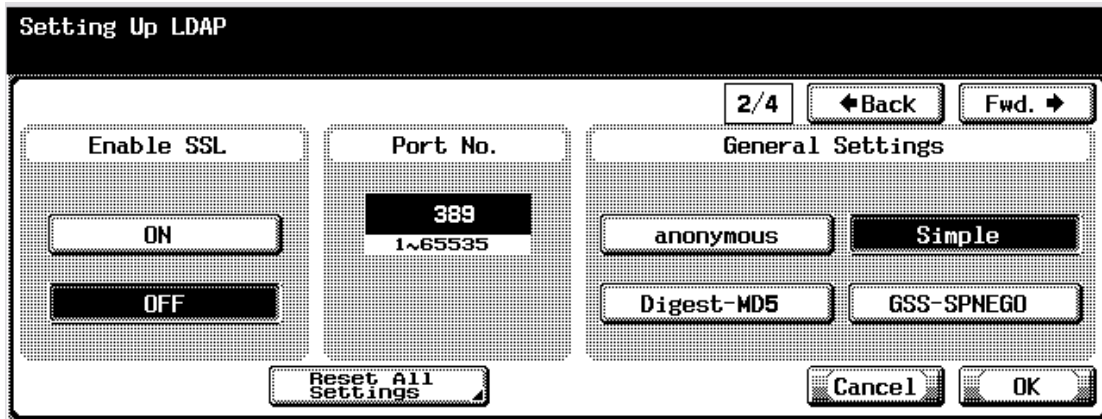 Setting Up LDAP
2/4
←Back
Fwd. →
Enable SSL
Port No.
General Settings
ON
389
1~65535
anonymous
Simple
OFF
Digest-MD5
GSS-SPNEGO
Reset All
Settings
Cancel
OK